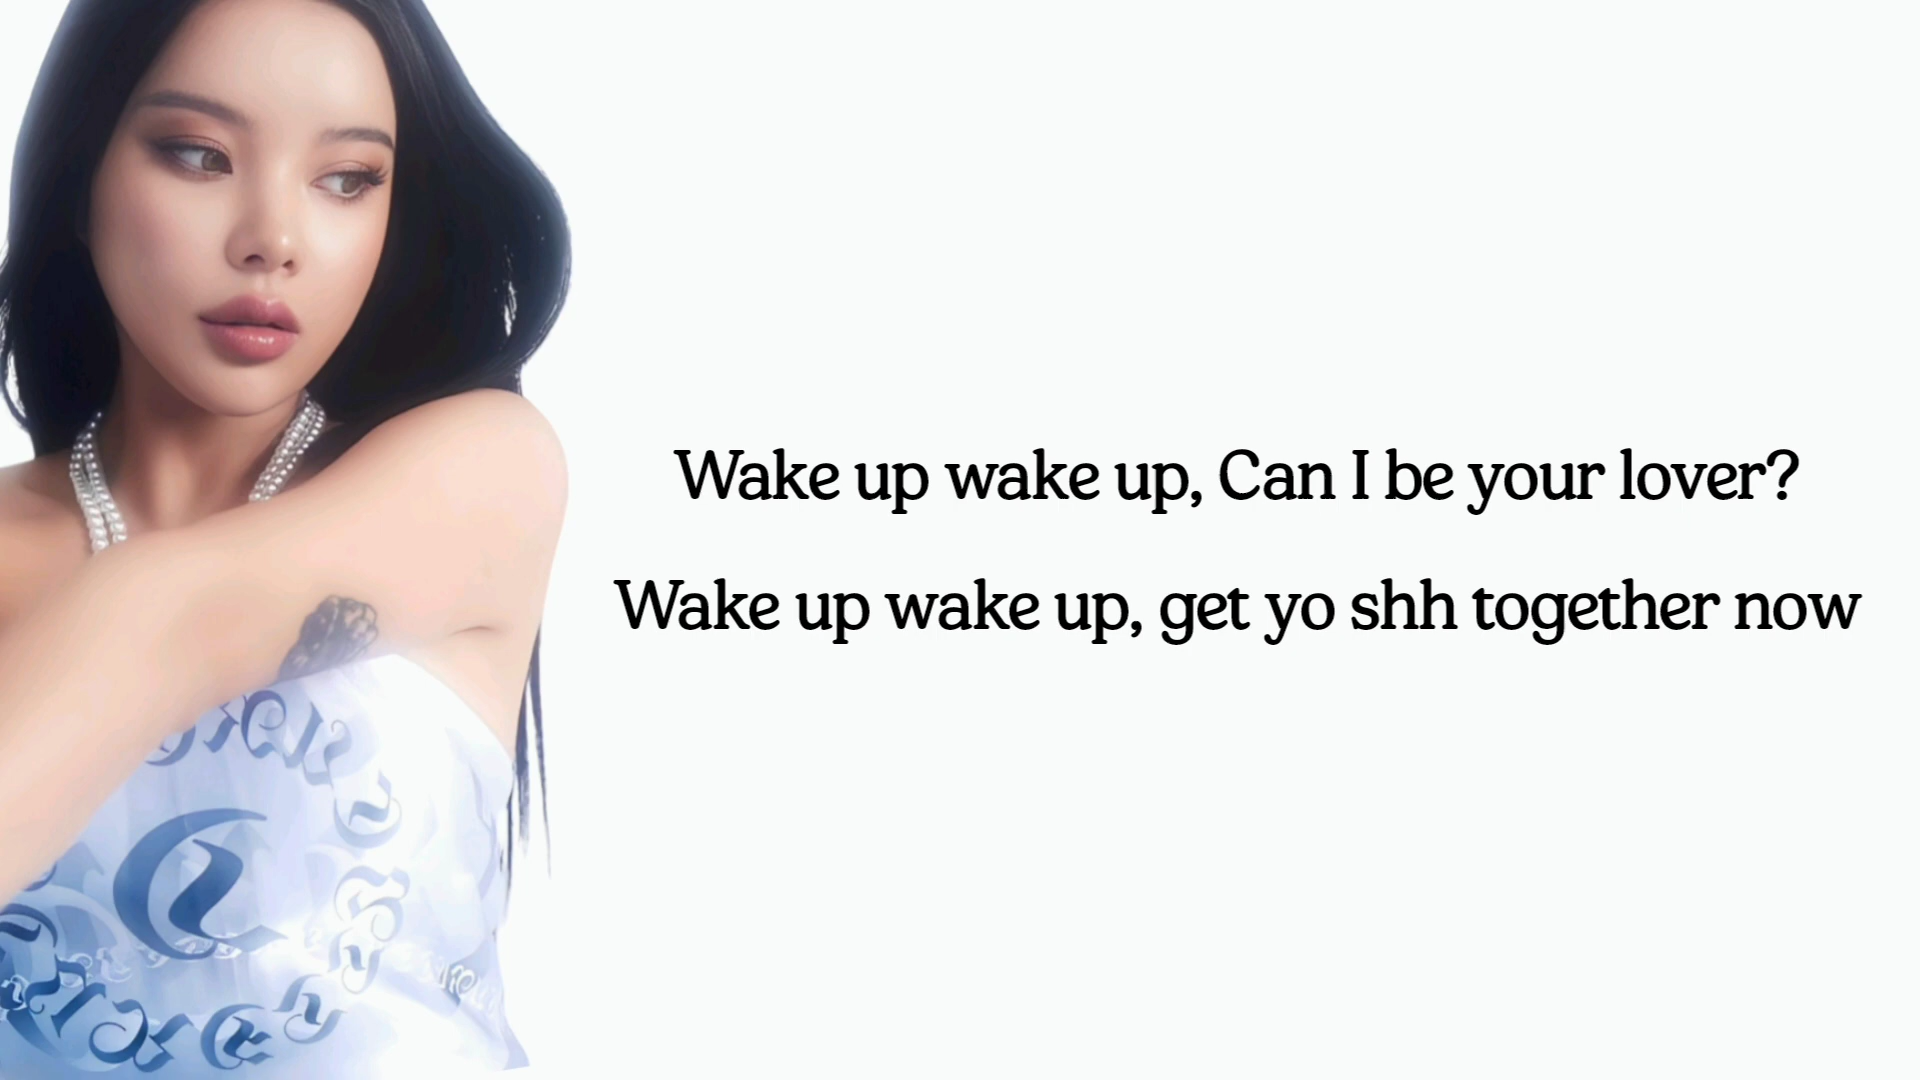 Wake up wake up, Can I be your lover?
Wake up wake up, get yo shh together now